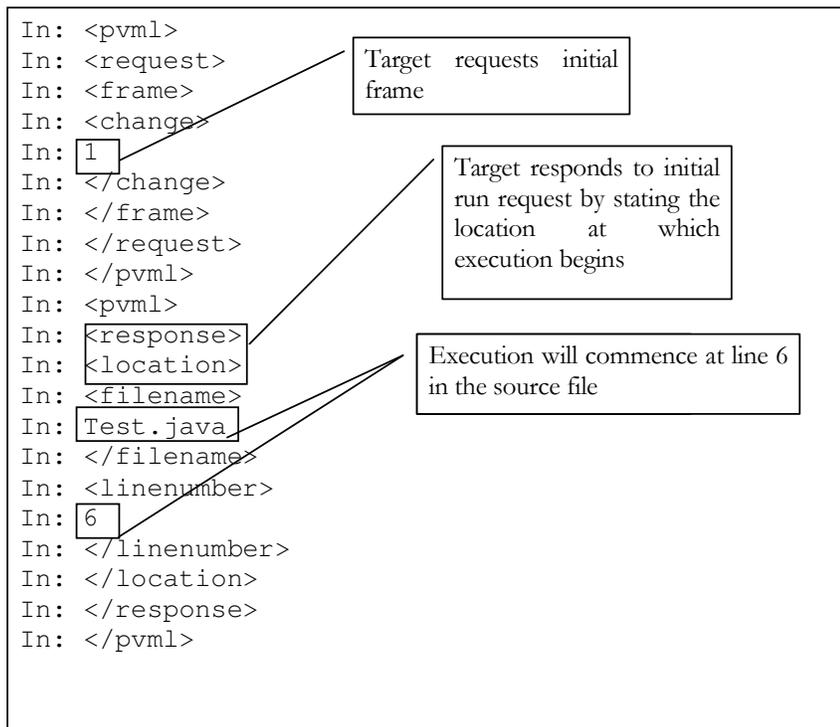 In: <pvml>
In: <request>
In: <frame>
In: <change>
In: 1
In: </change>
In: </frame>
In: </request>
In: </pvml>
In: <pvml>
In: <response>
In: <location>
In: <filename>
In: Test.java
In: </filename>
In: <linenumber>
In: 6
In: </linenumber>
In: </location>
In: </response>
In: </pvml>
Target requests initial
frame
Target responds to initial
run request by stating the
location at which
execution begins
Execution will commence at line 6
in the source file